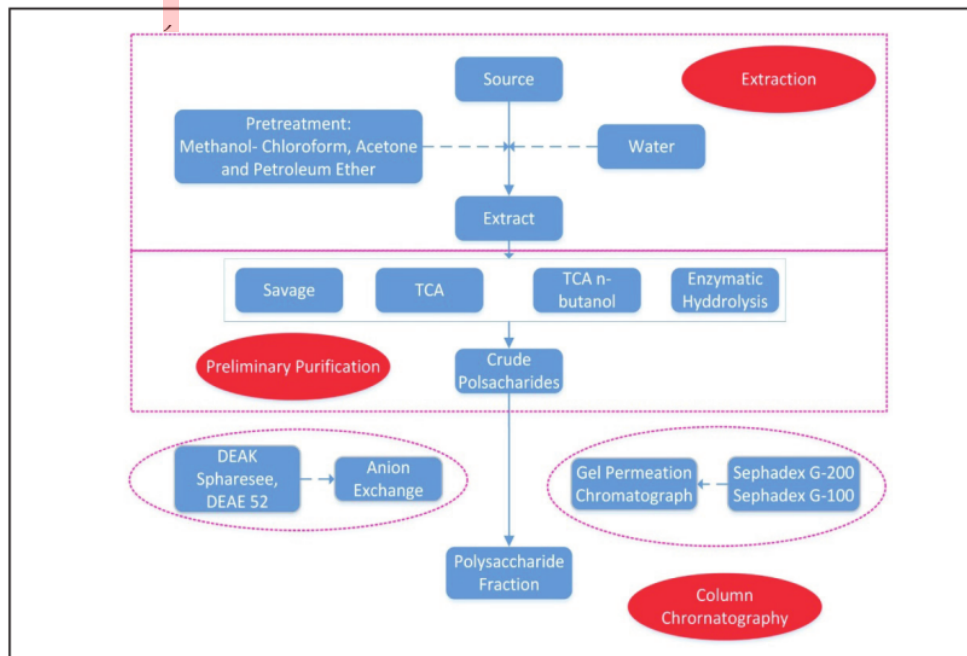 Source
Extraction
Pretreatment:
Methanol- Chloroform, Acetone
and Petroleum Ether
Water
Extract
Savage
TCA
TCA n-
butanol
Enzymatic
Hyddrolysis
Preliminary Purification
Crude
Polsacharides
DEAK
Spharesee,
DEAE 52
Anion
Exchange
Gel Permeation
Chromatograph
Sephadex G-200
Sephadex G-100
Polysaccharide
Fraction
Column
Chrornatography